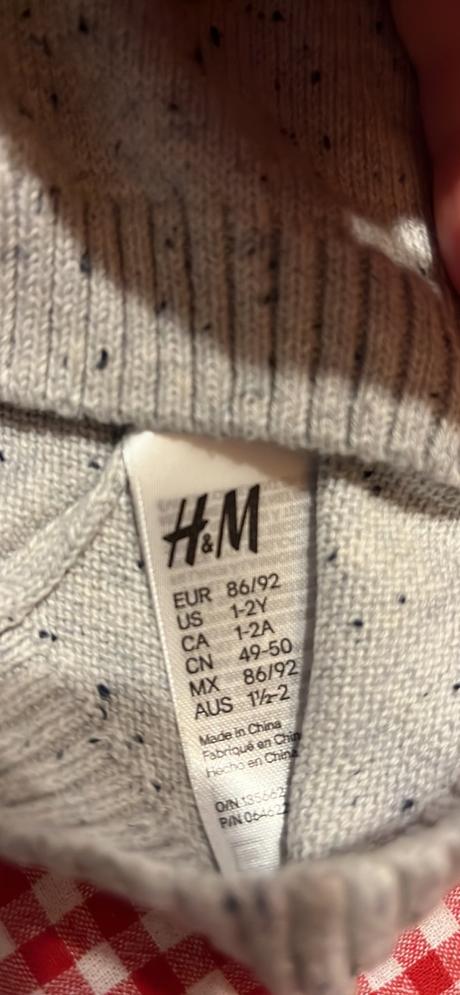 H&M
EUR 86/92
US 1-2Y
CA 1-2A
CN 49-50
MX 86/92
AUS 1½-2
Made in China
Fabriqué en Chin
Hecho en China
O/N
P/N